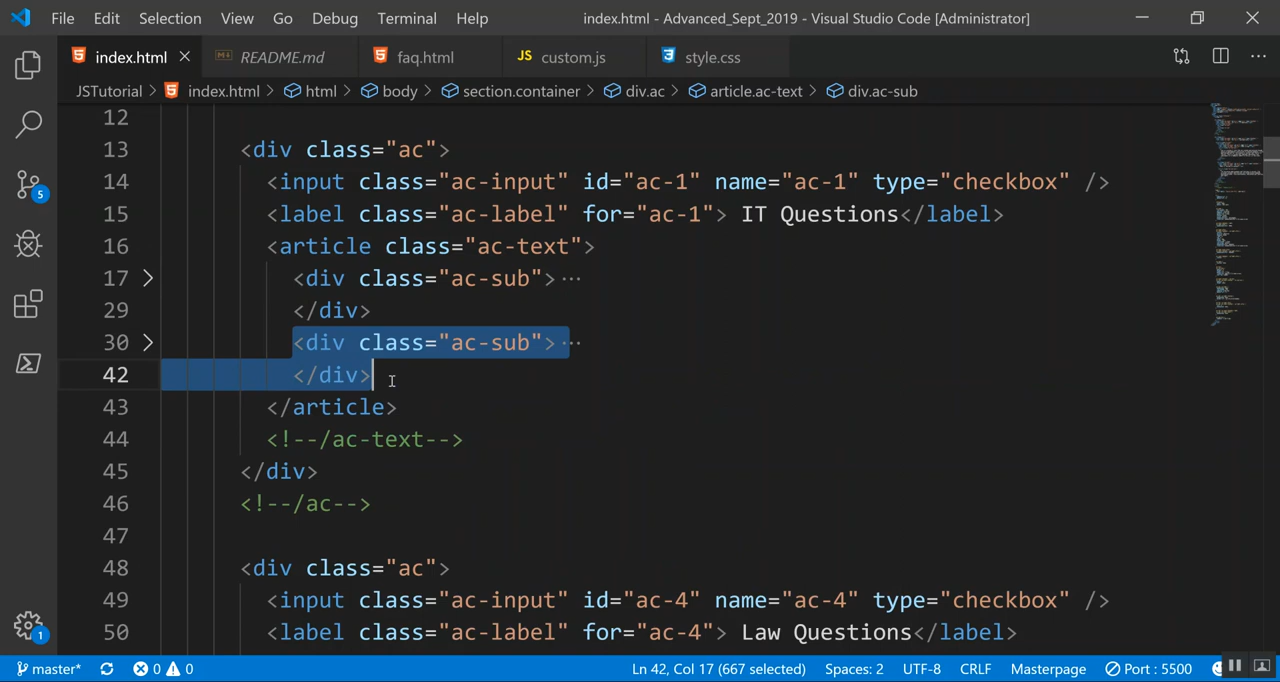 File Edit Selection View Go Debug Terminal Help index.html - Advanced_Sept_2019 - Visual Studio Code [Administrator]
index.html README.md faq.html JS custom.js style.css
JSTutorial > index.html > html > body > section.container > div.ac > article.ac-text > div.ac-sub
12
13 <div class="ac">
14 <input class="ac-input" id="ac-1" name="ac-1" type="checkbox" />
15 <label class="ac-label" for="ac-1"> IT Questions</label>
16 <article class="ac-text">
17 <div class="ac-sub">···
29 </div>
30 <div class="ac-sub">···
42 </div>
43 </article>
44 <!--/ac-text-->
45 </div>
46 <!--/ac-->
47
48 <div class="ac">
49 <input class="ac-input" id="ac-4" name="ac-4" type="checkbox" />
50 <label class="ac-label" for="ac-4"> Law Questions</label>
5
1
master* 0 0 Ln 42, Col 17 (667 selected) Spaces: 2 UTF-8 CRLF Masterpage Port : 5500